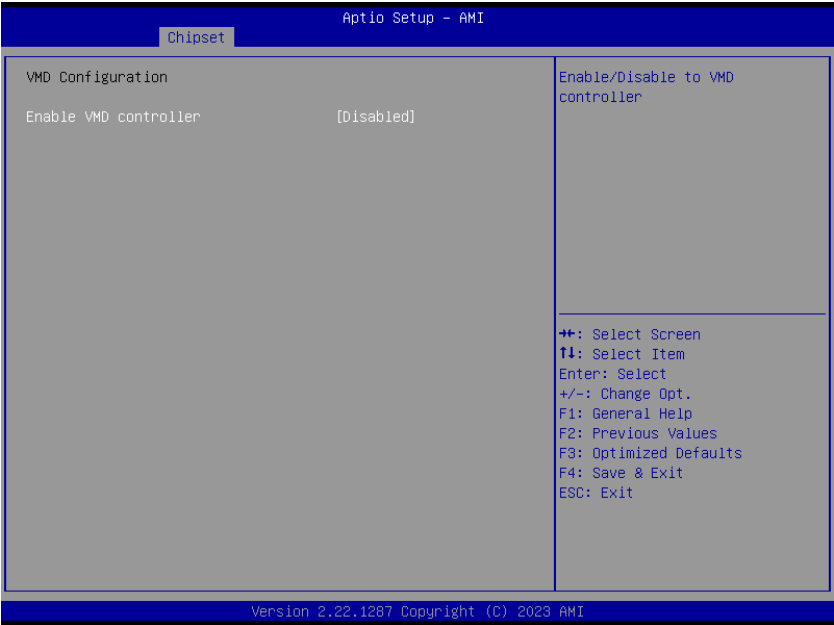 Aptio Setup – AMI
Chipset
VMD Configuration
Enable VMD controller [Disabled]
Enable/Disable to VMD
controller
→←: Select Screen
↑↓: Select Item
Enter: Select
+/-: Change Opt.
F1: General Help
F2: Previous Values
F3: Optimized Defaults
F4: Save & Exit
ESC: Exit
Version 2.22.1287 Copyright (C) 2023 AMI